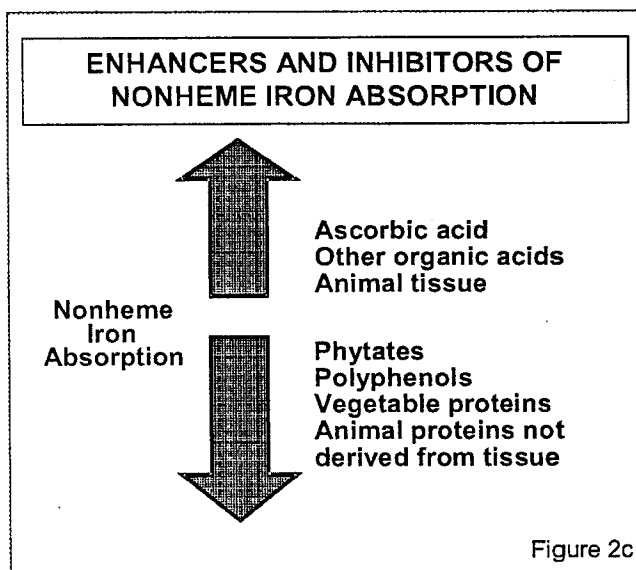 ENHANCERS AND INHIBITORS OF
NONHEME IRON ABSORPTION
Ascorbic acid
Other organic acids
Animal tissue
Nonheme
Iron
Absorption
Phytates
Polyphenols
Vegetable proteins
Animal proteins not
derived from tissue
Figure 2c